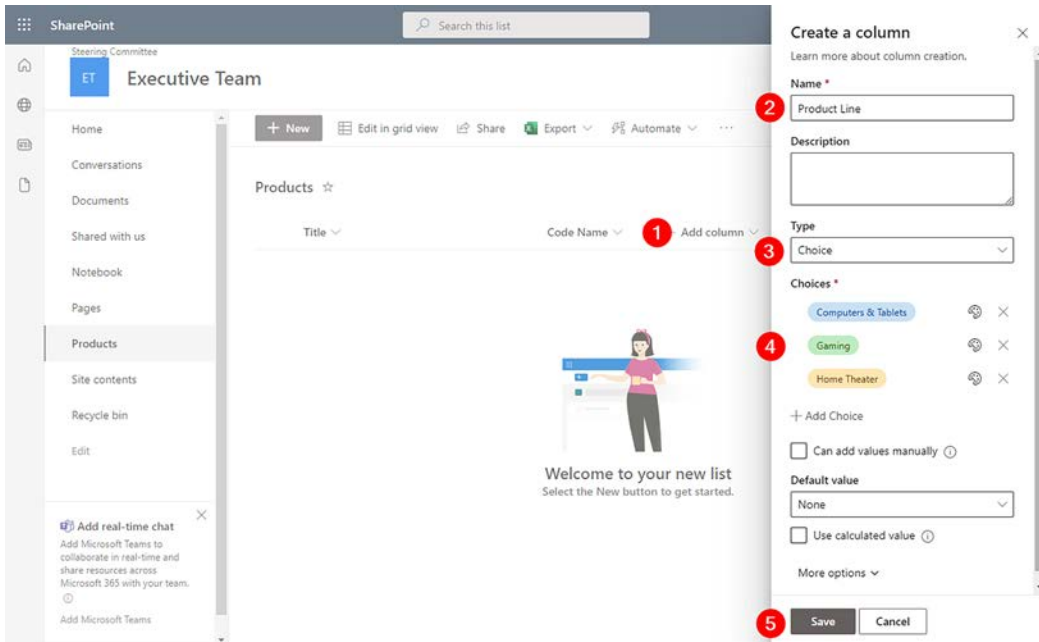 SharePoint
Search this list
Steering Committee
ET
Executive Team
Home
Conversations
Documents
Shared with us
Notebook
Pages
Products
Site contents
Recycle bin
Edit
Add real-time chat
Add Microsoft Teams to
collaborate in real-time and
share resources across
Microsoft 365 with your team.
Add Microsoft Teams
+ New
Edit in grid view
Share
Export
Automate
...
Products
Title
Code Name
1
Add column
Welcome to your new list
Select the New button to get started.
Create a column
Learn more about column creation.
Name *
2
Product Line
Description
Type
3
Choice
Choices *
Computers & Tablets
4
Gaming
Home Theater
+ Add Choice
Can add values manually
Default value
None
Use calculated value
More options
5
Save
Cancel